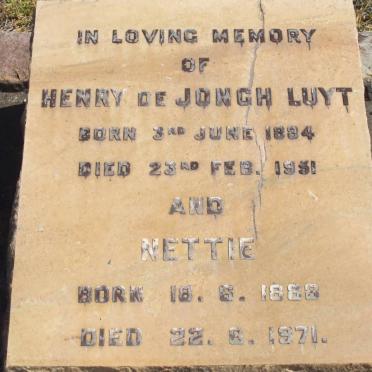 IN LOVING MEMORY
OF
HENRY DE JONGH LUYT
BORN 3RD JUNE 1884
DIED 23RD FEB. 1951
AND
NETTIE
BORN 18. 6. 1888
DIED 22. 6. 1971.